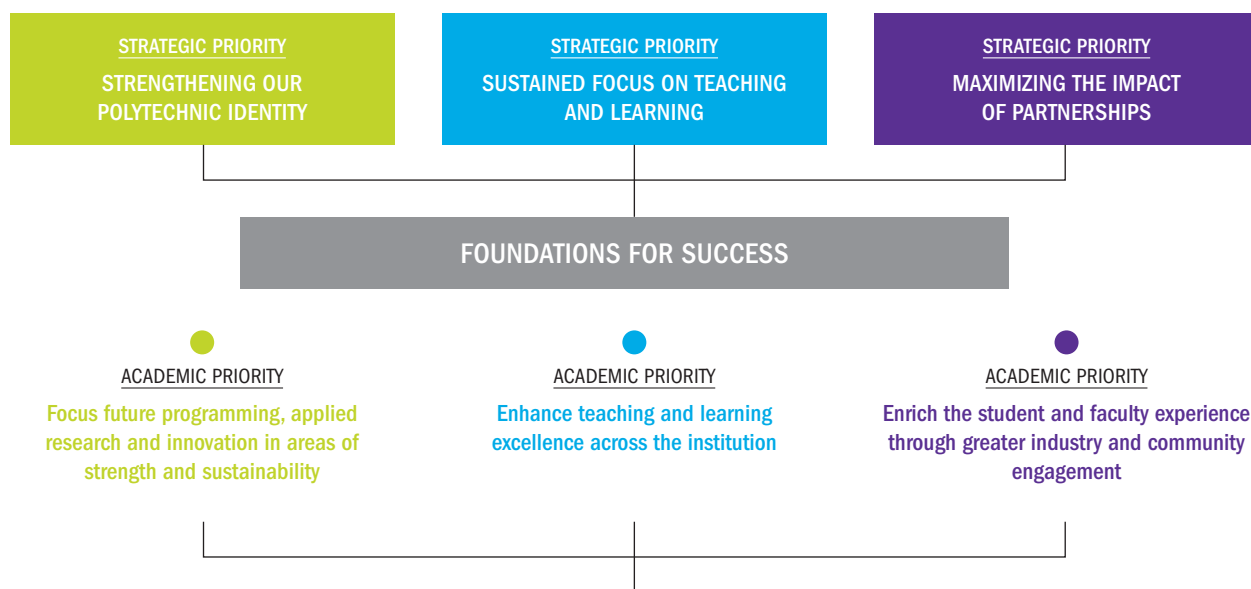 STRATEGIC PRIORITY
STRENGTHENING OUR
POLYTECHNIC IDENTITY
STRATEGIC PRIORITY
SUSTAINED FOCUS ON TEACHING
AND LEARNING
STRATEGIC PRIORITY
MAXIMIZING THE IMPACT
OF PARTNERSHIPS
FOUNDATIONS FOR SUCCESS
ACADEMIC PRIORITY
Focus future programming, applied
research and innovation in areas of
strength and sustainability
ACADEMIC PRIORITY
Enhance teaching and learning
excellence across the institution
ACADEMIC PRIORITY
Enrich the student and faculty experience
through greater industry and community
engagement